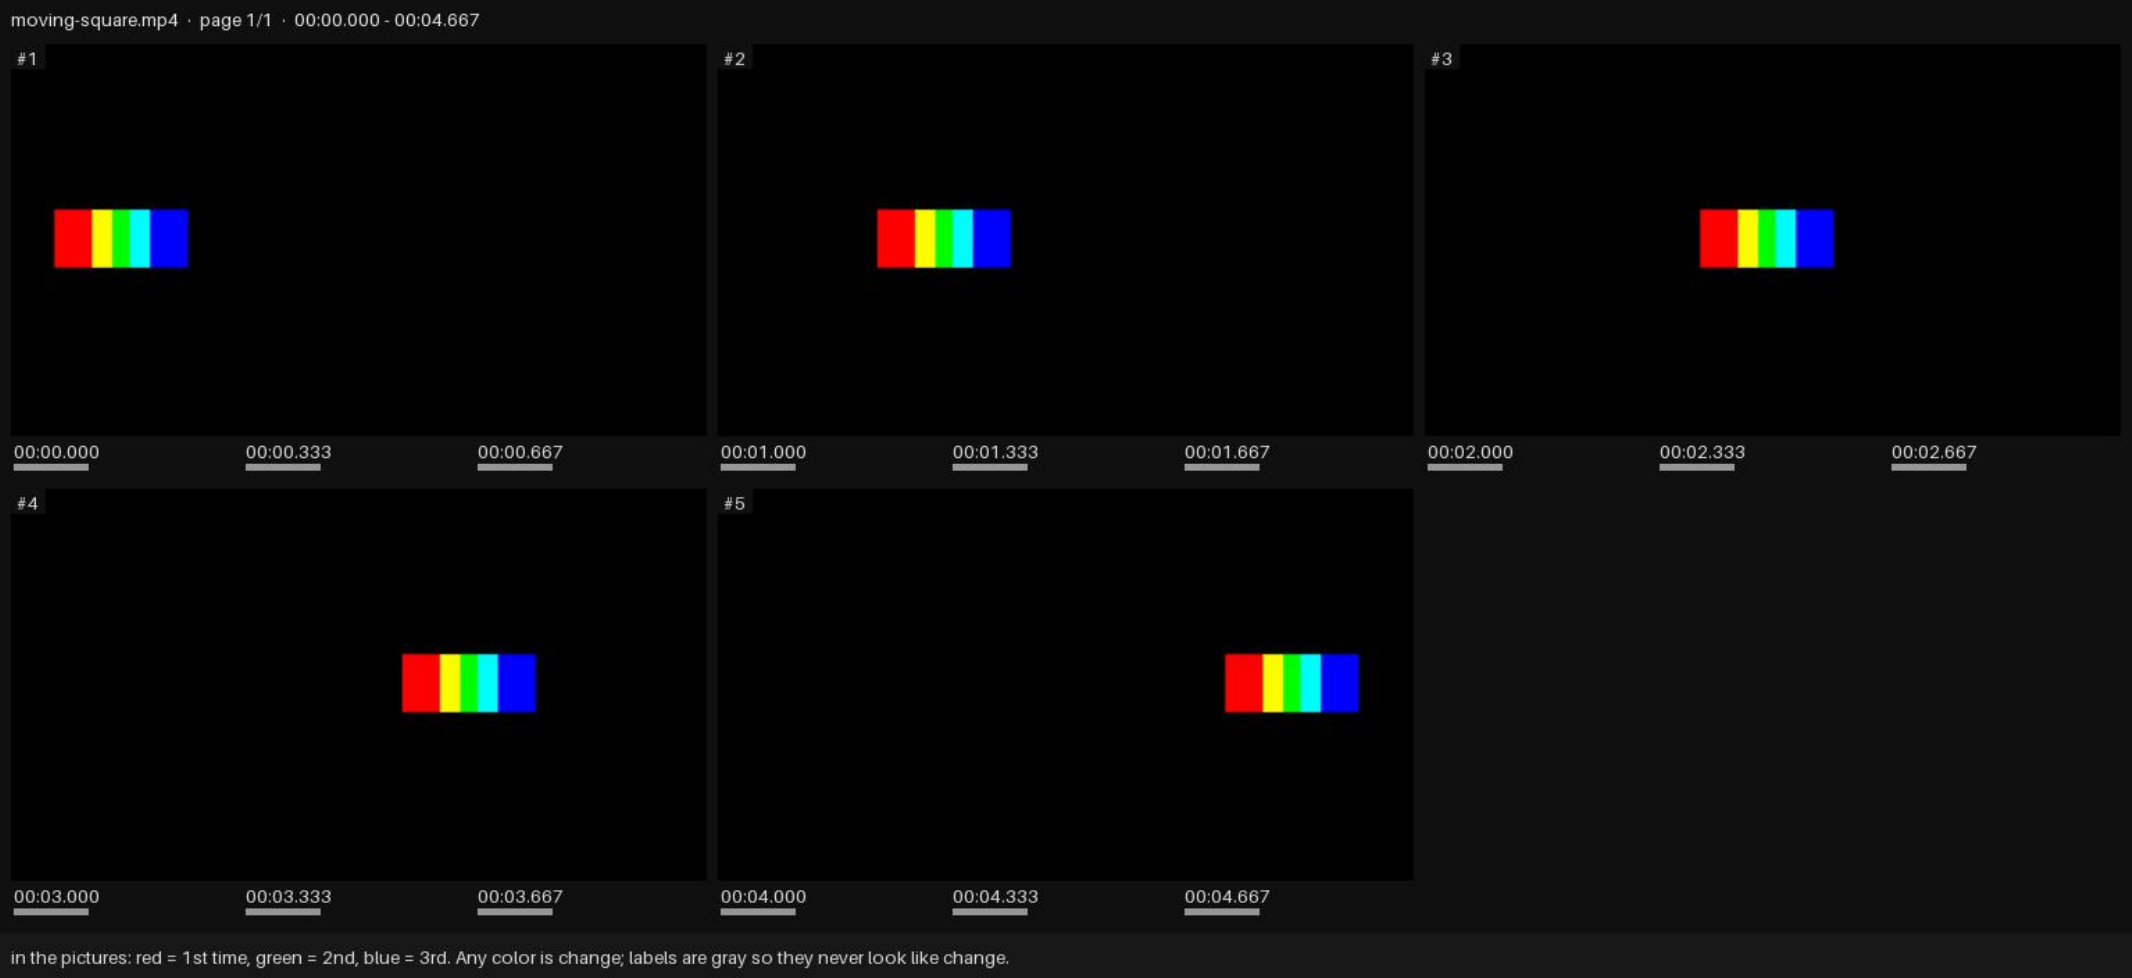 moving-square.mp4 · page 1/1 · 00:00.000 - 00:04.667
#1 #2 #3
00:00.000 00:00.333 00:00.667 00:01.000 00:01.333 00:01.667 00:02.000 00:02.333 00:02.667
#4 #5
00:03.000 00:03.333 00:03.667 00:04.000 00:04.333 00:04.667
in the pictures: red = 1st time, green = 2nd, blue = 3rd. Any color is change; labels are gray so they never look like change.